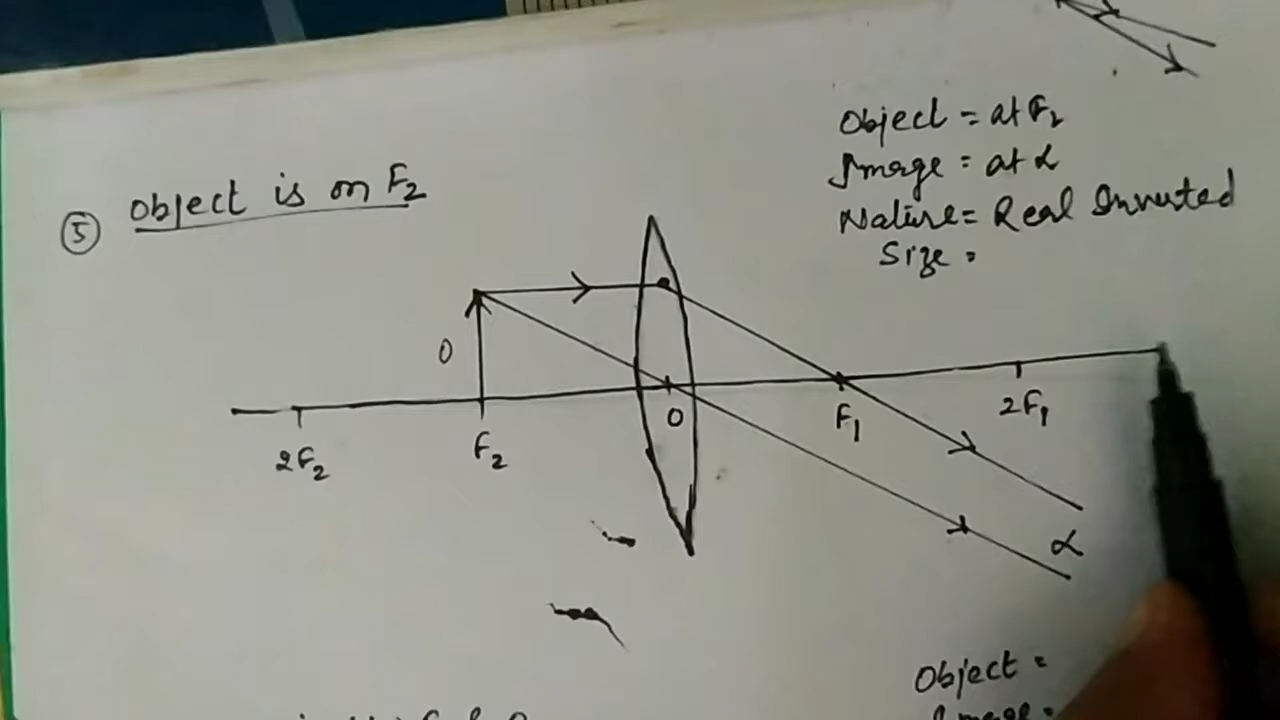 Object = at F₂
Image = at α
Nature = Real Inverted
Size =
⑤ Object is on F₂
O
2F₂
F₂
O
F₁
2F₁
α
Object =
Image =